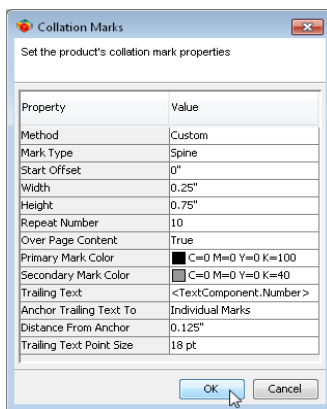 Collation Marks
Set the product's collation mark properties
Property Value
Method Custom
Mark Type Spine
Start Offset 0"
Width 0.25"
Height 0.75"
Repeat Number 10
Over Page Content True
Primary Mark Color C=0 M=0 Y=0 K=100
Secondary Mark Color C=0 M=0 Y=0 K=40
Trailing Text <TextComponent.Number>
Anchor Trailing Text To Individual Marks
Distance From Anchor 0.125"
Trailing Text Point Size 18 pt
OK Cancel